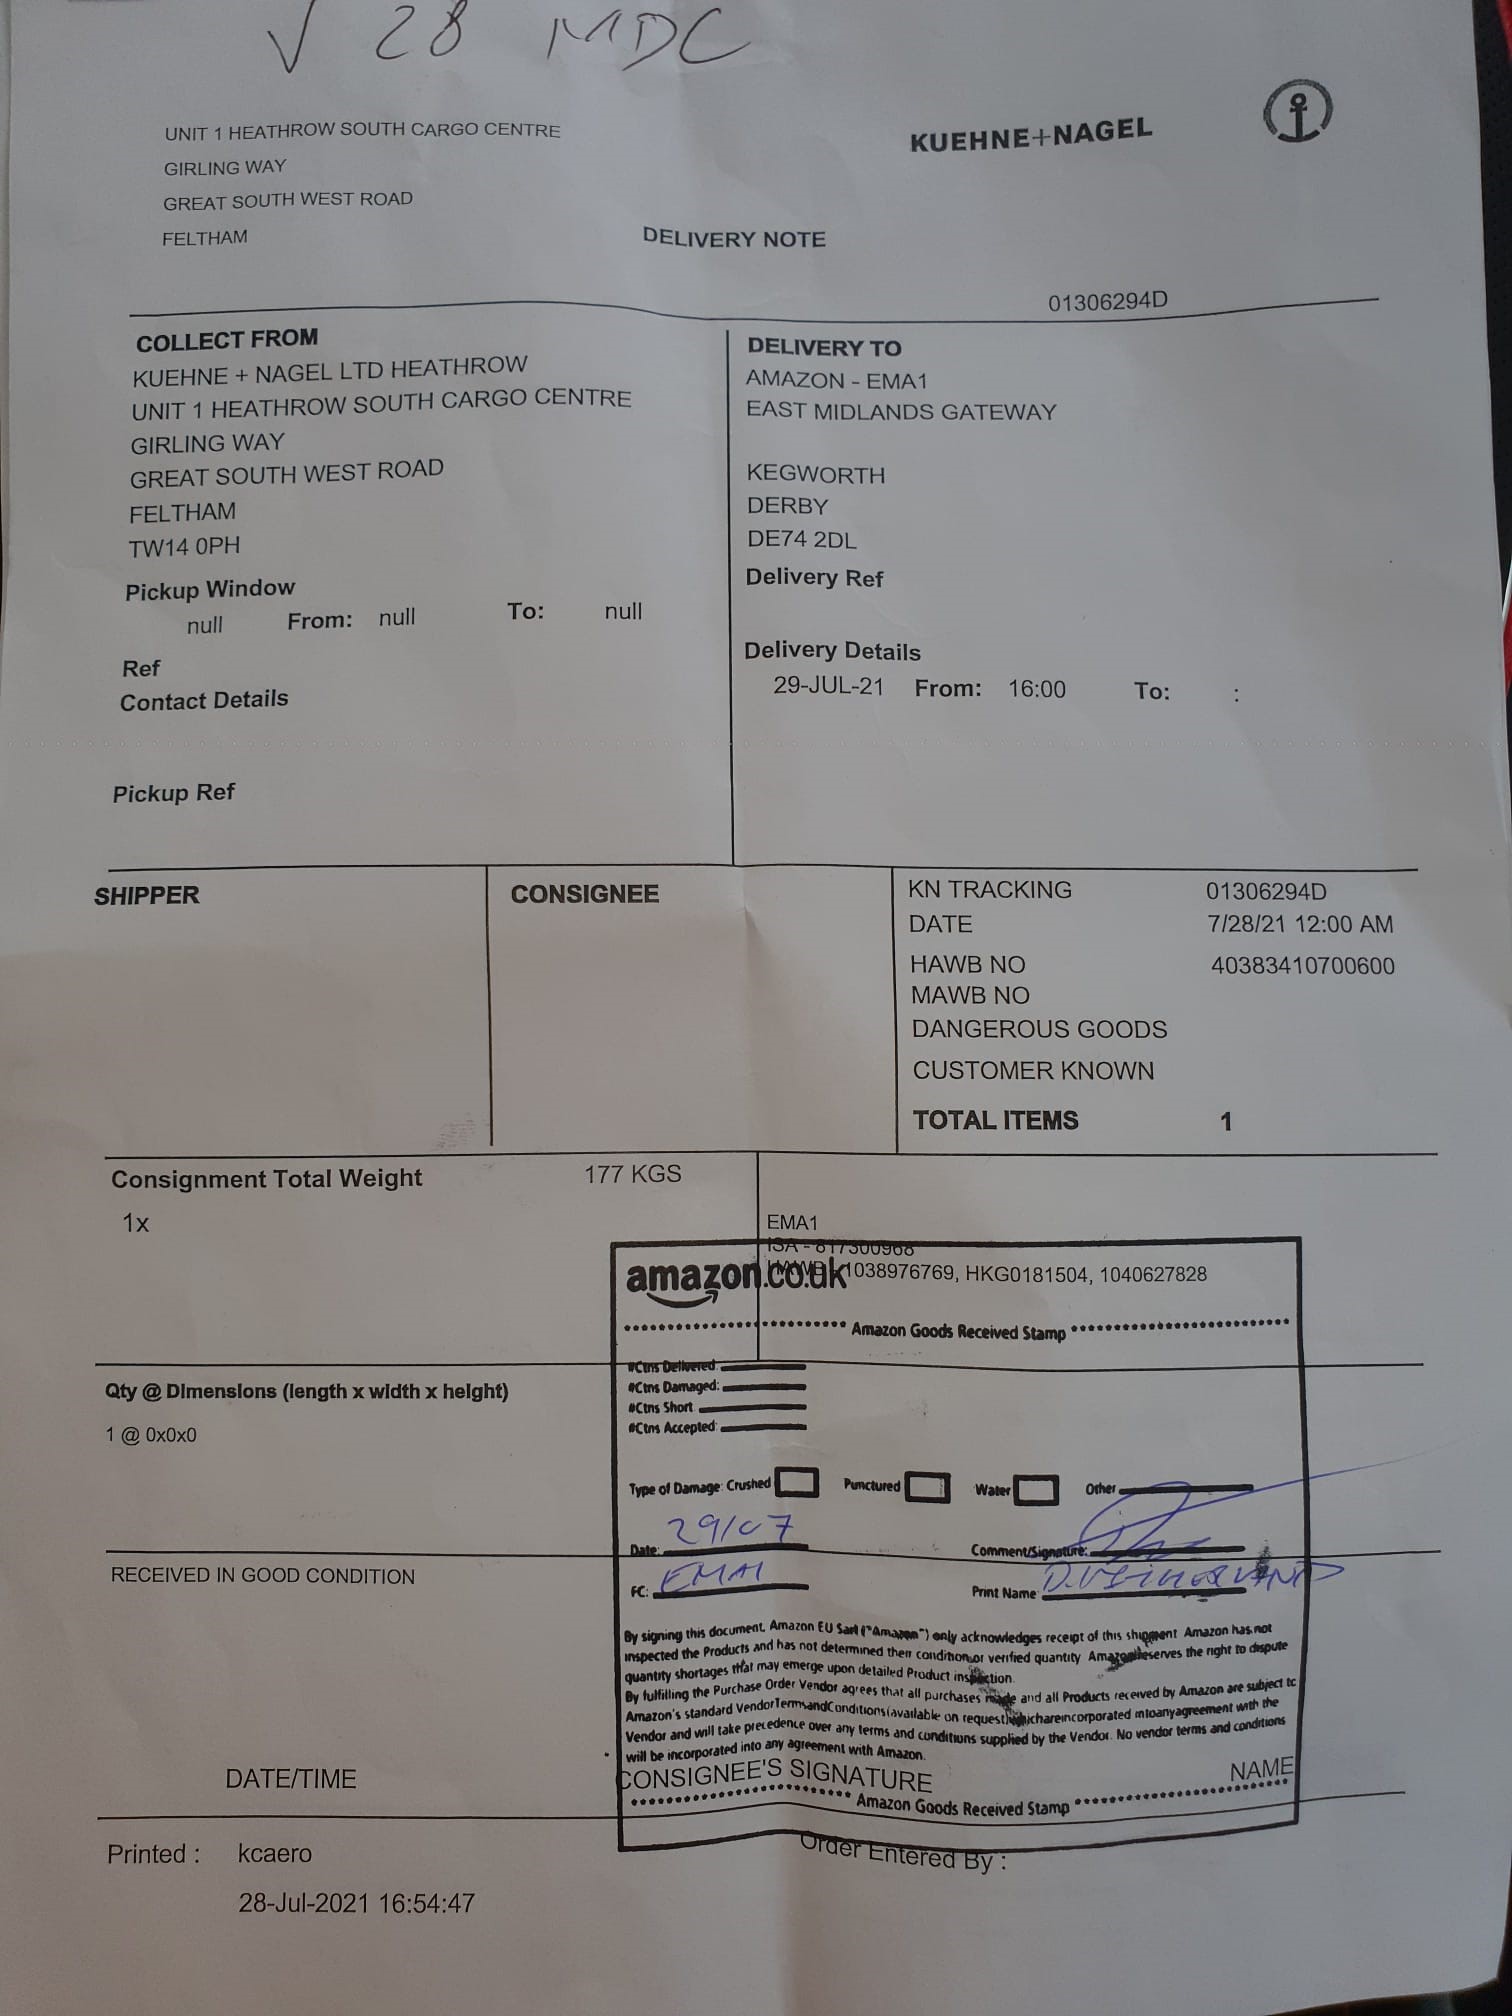 √ 28 MDC
UNIT 1 HEATHROW SOUTH CARGO CENTRE
GIRLING WAY
GREAT SOUTH WEST ROAD
FELTHAM
KUEHNE+NAGEL
DELIVERY NOTE
01306294D
COLLECT FROM
KUEHNE + NAGEL LTD HEATHROW
UNIT 1 HEATHROW SOUTH CARGO CENTRE
GIRLING WAY
GREAT SOUTH WEST ROAD
FELTHAM
TW14 0PH
Pickup Window
null From: null To: null
Ref
Contact Details
Pickup Ref
DELIVERY TO
AMAZON - EMA1
EAST MIDLANDS GATEWAY
KEGWORTH
DERBY
DE74 2DL
Delivery Ref
Delivery Details
29-JUL-21 From: 16:00 To: :
SHIPPER
CONSIGNEE
KN TRACKING 01306294D
DATE 7/28/21 12:00 AM
HAWB NO 40383410700600
MAWB NO
DANGEROUS GOODS
CUSTOMER KNOWN
TOTAL ITEMS 1
Consignment Total Weight 177 KGS
1x
EMA1
ISA - 817300968
1038976769, HKG0181504, 1040627828
amazon.co.uk
Amazon Goods Received Stamp
#Ctns Delivered:
#Ctns Damaged:
#Ctns Short
#Ctns Accepted:
Qty @ Dimensions (length x width x height)
1 @ 0x0x0
Type of Damage: Crushed Punctured Water Other
Date: 29/07
Comment/Signature:
FC: EMA1
Print Name
RECEIVED IN GOOD CONDITION
By signing this document, Amazon EU Sarl ("Amazon") only acknowledges receipt of this shipment Amazon has not
inspected the Products and has not determined their condition or verified quantity Amazon reserves the right to dispute
quantity shortages that may emerge upon detailed Product inspection.
By fulfilling the Purchase Order Vendor agrees that all purchases made and all Products received by Amazon are subject to
Amazon's standard VendorTermsandConditions(available on request)whichareincorporated intoanyagreement with the
Vendor and will take precedence over any terms and conditions supplied by the Vendor. No vendor terms and conditions
will be incorporated into any agreement with Amazon.
DATE/TIME
CONSIGNEE'S SIGNATURE
NAME
Amazon Goods Received Stamp
Printed : kcaero
Order Entered By :
28-Jul-2021 16:54:47